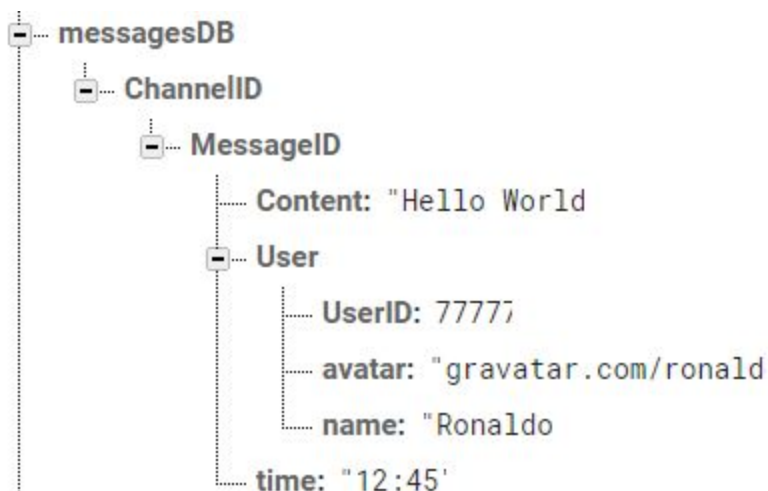 messagesDB
ChannelID
MessageID
Content: "Hello World
User
UserID: 77777
avatar: "gravatar.com/ronald
name: "Ronaldo
time: "12:45'